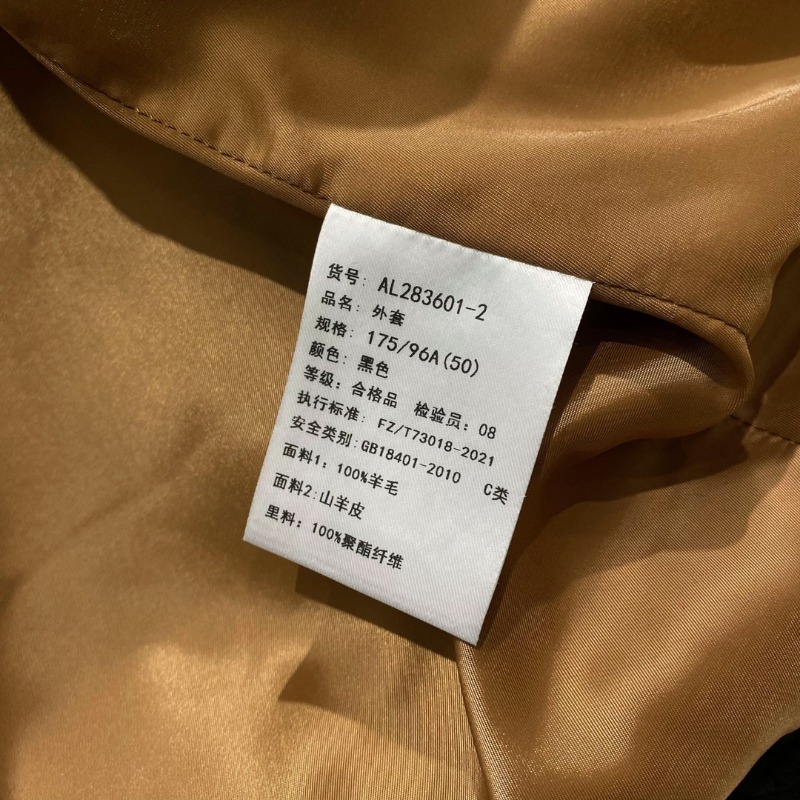 货号: AL283601-2
品名: 外套
规格: 175/96A(50)
颜色: 黑色
等级: 合格品 检验员: 08
执行标准: FZ/T73018-2021
安全类别:GB18401-2010 C类
面料1: 100%羊毛
面料2:山羊皮
里料: 100%聚酯纤维